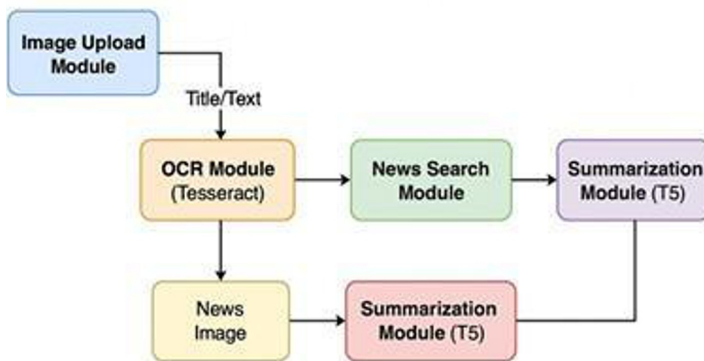 Image Upload
Module
Title/Text
OCR Module
(Tesseract)
News Search
Module
Summarization
Module (T5)
News
Image
Summarization
Module (T5)